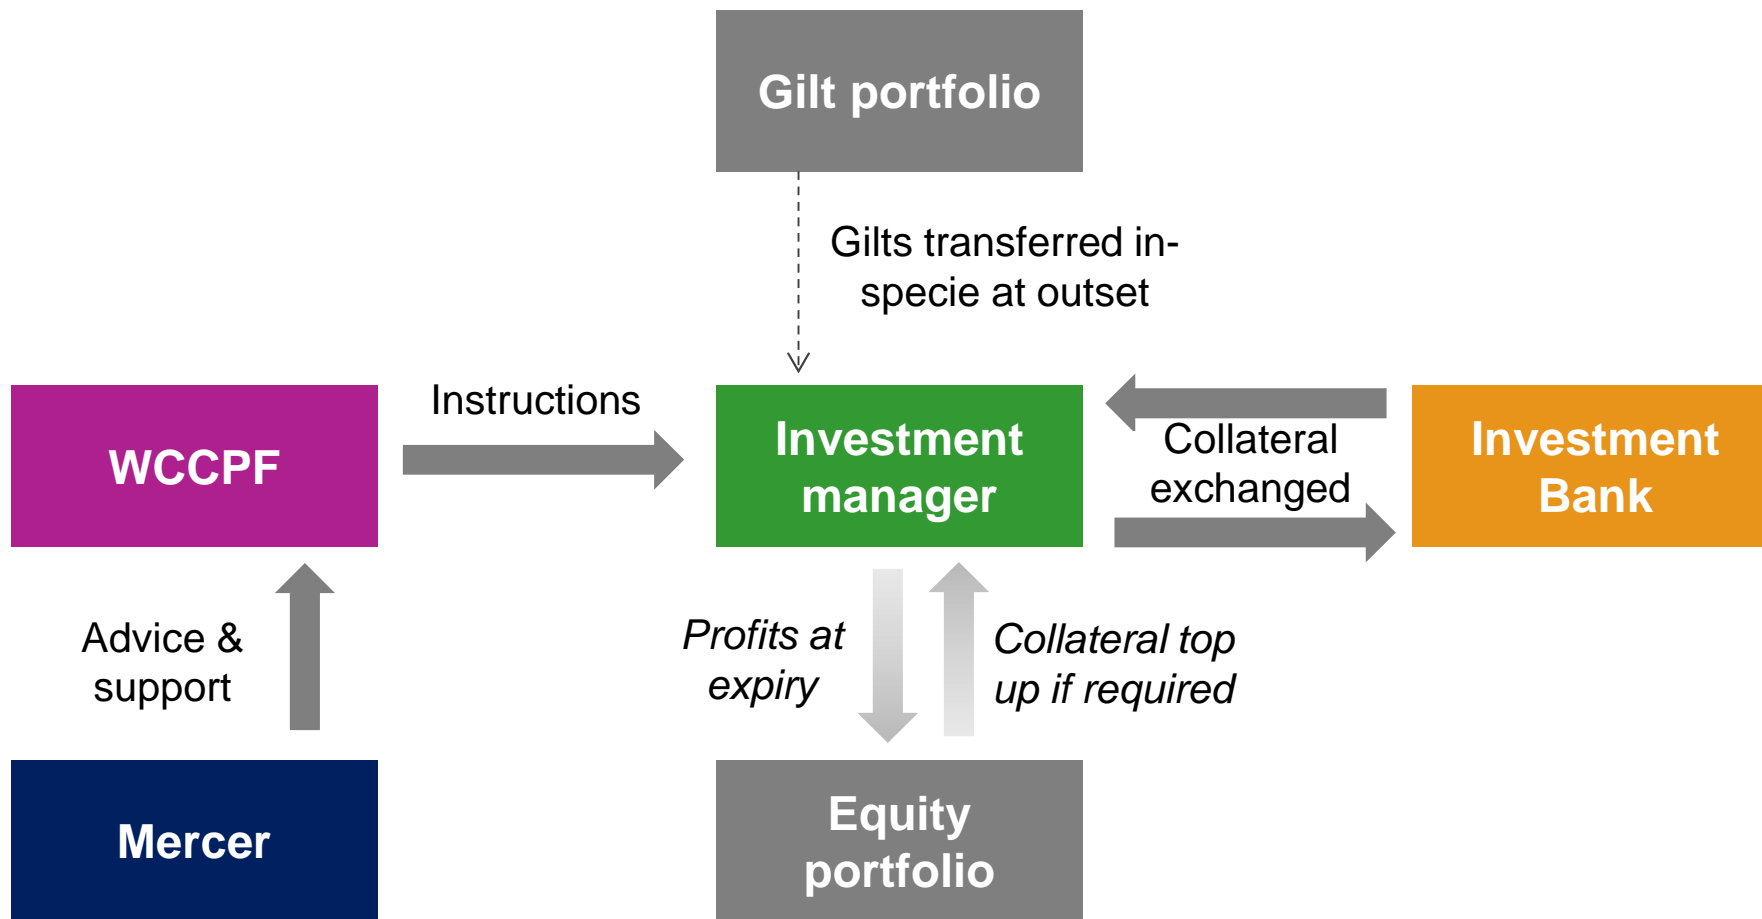 Gilt portfolio
Gilts transferred in-
specie at outset
WCCPF
Instructions
Investment
manager
Collateral
exchanged
Investment
Bank
Advice &
support
Profits at
expiry
Collateral top
up if required
Mercer
Equity
portfolio